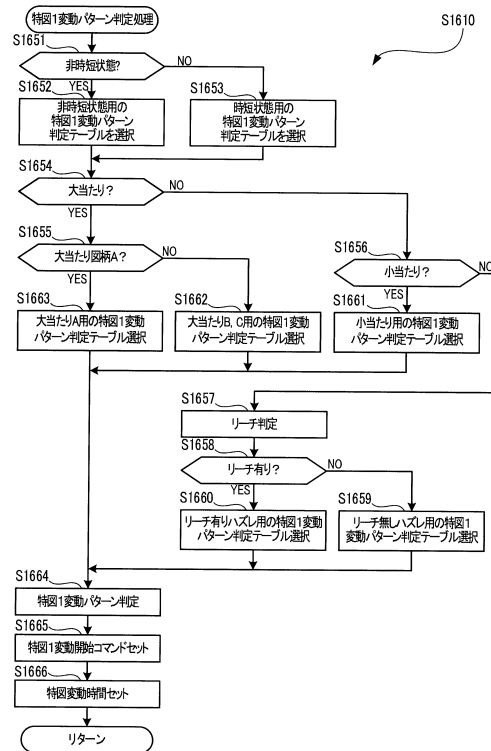 特図1変動パターン判定処理
S1610
S1651
非時短状態?
NO
YES
S1652
非時短状態用の
特図1変動パターン
判定テーブルを選択
S1653
時短状態用の
特図1変動パターン
判定テーブルを選択
S1654
大当たり?
NO
YES
S1655
大当たり図柄A?
NO
YES
S1656
小当たり?
NO
YES
S1663
大当たりA用の特図1変動
パターン判定テーブル選択
S1662
大当たりB, C用の特図1変動
パターン判定テーブル選択
S1661
小当たり用の特図1変動
パターン判定テーブル選択
S1657
リーチ判定
S1658
リーチ有り?
NO
YES
S1660
リーチ有りハズレ用の特図1変動
パターン判定テーブル選択
S1659
リーチ無しハズレ用の特図1
変動パターン判定テーブル選択
S1664
特図1変動パターン判定
S1665
特図1変動開始コマンドセット
S1666
特図変動時間セット
リターン